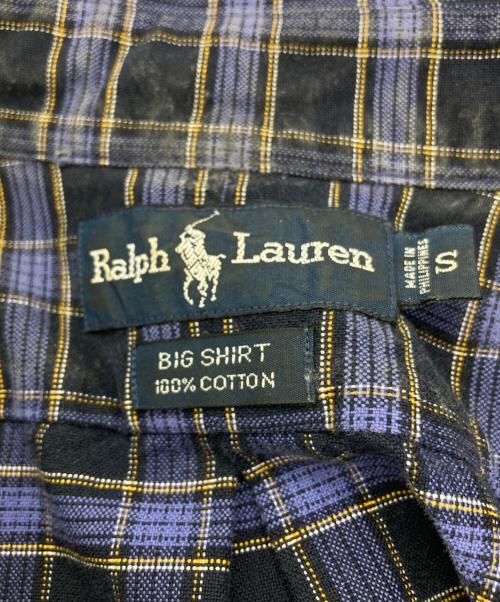 Ralph Lauren
MADE IN
PHILIPPINES
S
BIG SHIRT
100% COTTON